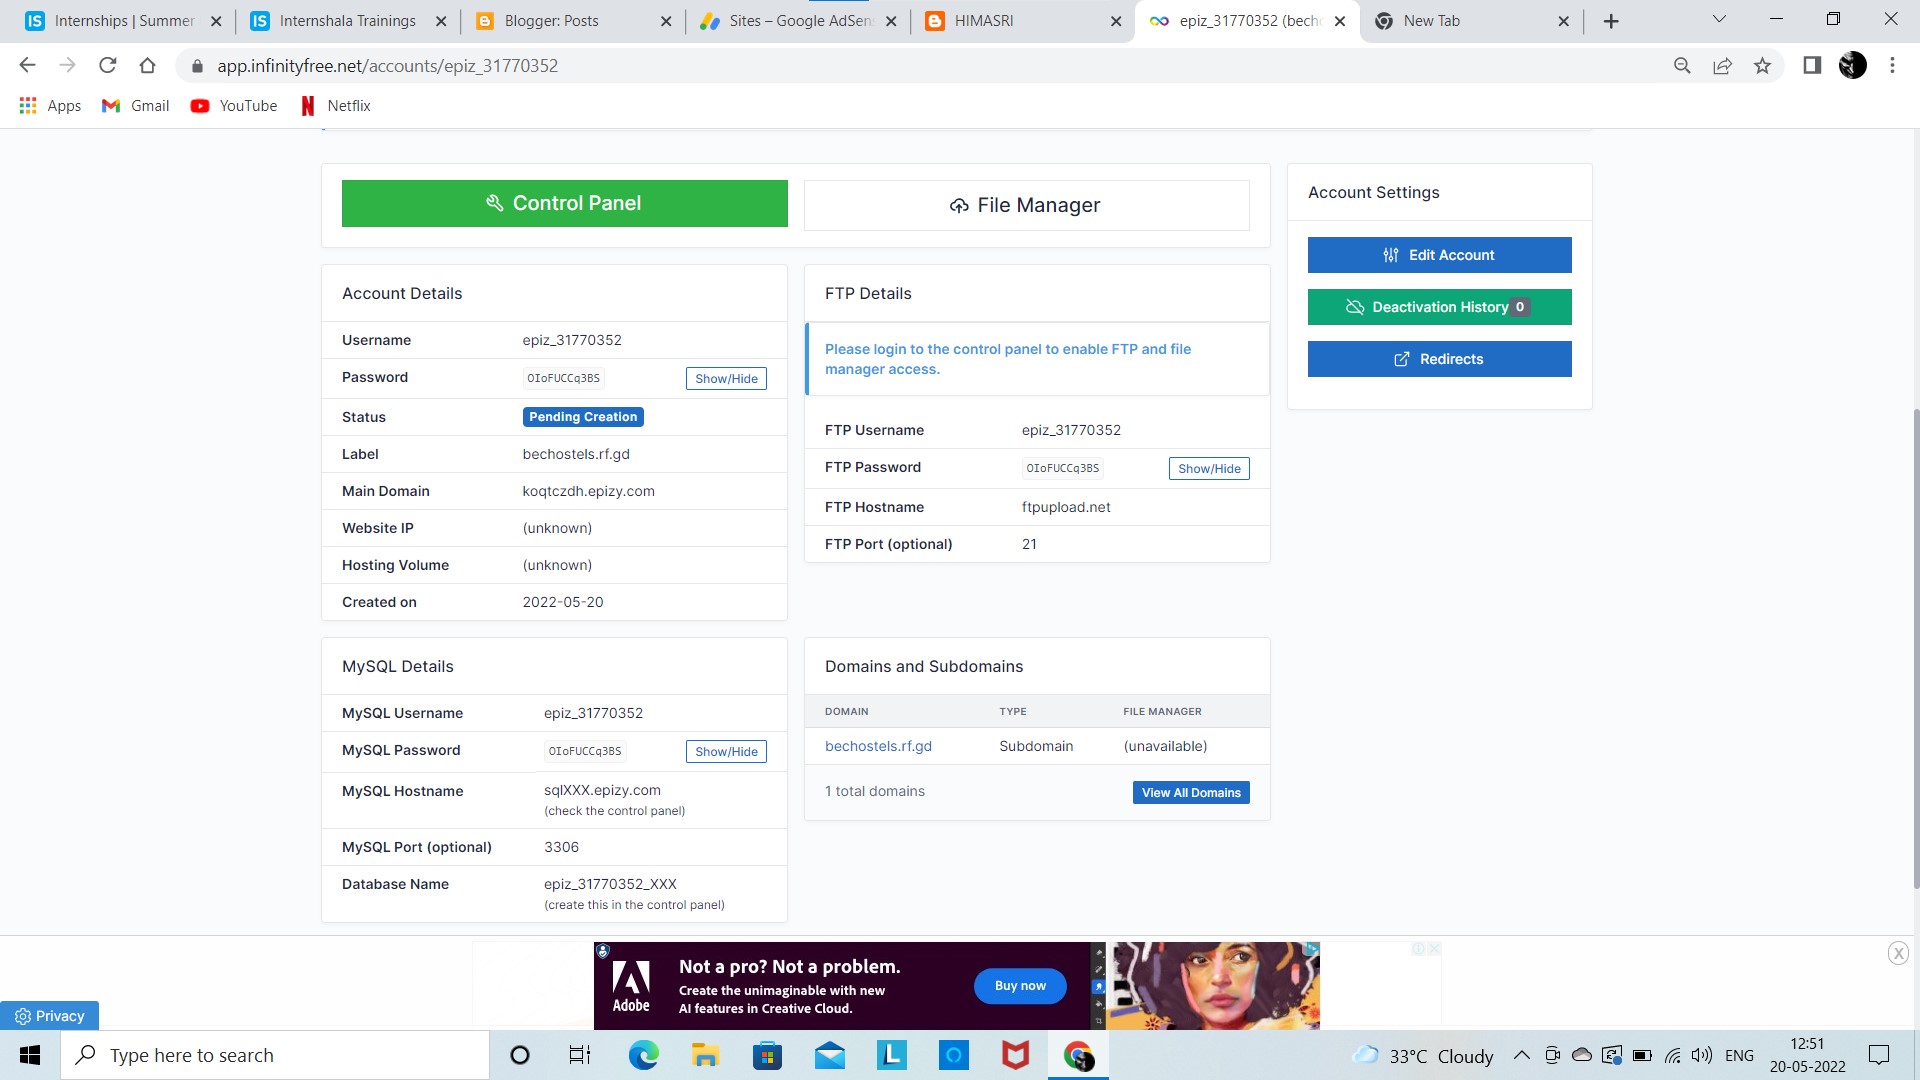 Internships | Summer
Internshala Trainings
Blogger: Posts
Sites – Google AdSen
HIMASRI
epiz_31770352 (becho
New Tab
app.infinityfree.net/accounts/epiz_31770352
Apps
Gmail
YouTube
Netflix
Control Panel
File Manager
Account Settings
Edit Account
Deactivation History 0
Redirects
Account Details
Username epiz_31770352
Password OIoFUCCq3BS Show/Hide
Status Pending Creation
Label bechostels.rf.gd
Main Domain koqtczdh.epizy.com
Website IP (unknown)
Hosting Volume (unknown)
Created on 2022-05-20
FTP Details
Please login to the control panel to enable FTP and file
manager access.
FTP Username epiz_31770352
FTP Password OIoFUCCq3BS Show/Hide
FTP Hostname ftpupload.net
FTP Port (optional) 21
MySQL Details
MySQL Username epiz_31770352
MySQL Password OIoFUCCq3BS Show/Hide
MySQL Hostname sqlXXX.epizy.com
(check the control panel)
MySQL Port (optional) 3306
Database Name epiz_31770352_XXX
(create this in the control panel)
Domains and Subdomains
DOMAIN TYPE FILE MANAGER
bechostels.rf.gd Subdomain (unavailable)
1 total domains View All Domains
Adobe
Not a pro? Not a problem.
Create the unimaginable with new
AI features in Creative Cloud.
Buy now
Privacy
Type here to search
33°C Cloudy
ENG
12:51
20-05-2022